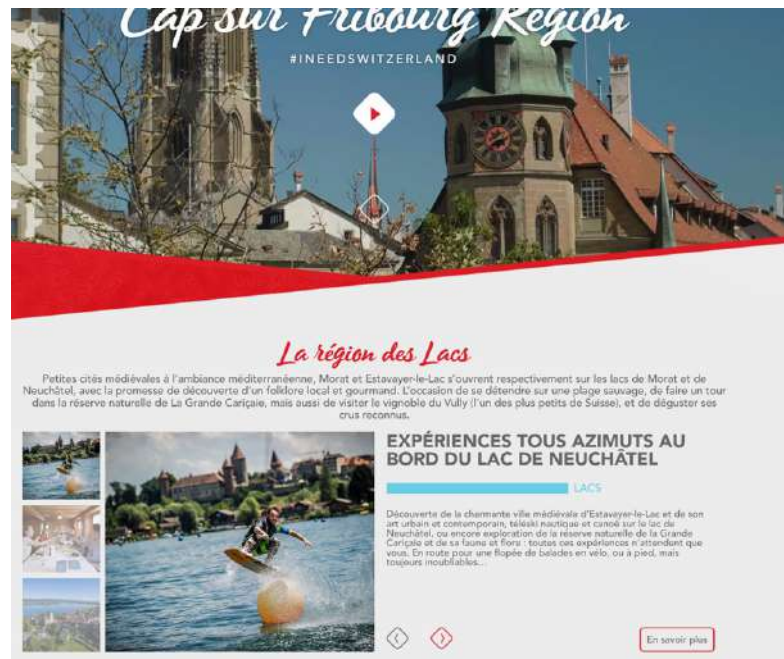 Cap sur Fribourg Région
#INEEDSWITZERLAND
La région des Lacs
Petites cités médiévales à l'ambiance méditerranéenne, Morat et Estavayer-le-Lac s'ouvrent respectivement sur les lacs de Morat et de
Neuchâtel, avec la promesse de découverte d'un folklore local et gourmand. L'occasion de se détendre sur une plage sauvage, de faire un tour
dans la réserve naturelle de La Grande Cariçaie, mais aussi de visiter le vignoble du Vully (l'un des plus petits de Suisse), et de déguster ses
crus reconnus.
EXPÉRIENCES TOUS AZIMUTS AU
BORD DU LAC DE NEUCHÂTEL
LACS
Découverte de la charmante ville médiévale d'Estavayer-le-Lac et de son
art urbain et contemporain, téléski nautique et canoë sur le lac de
Neuchâtel, ou encore exploration de la réserve naturelle de la Grande
Cariçaie et de sa faune et flore : toutes ces expériences n'attendent que
vous. En route pour une flopée de balades en vélo, ou à pied, mais
toujours inoubliables...
En savoir plus